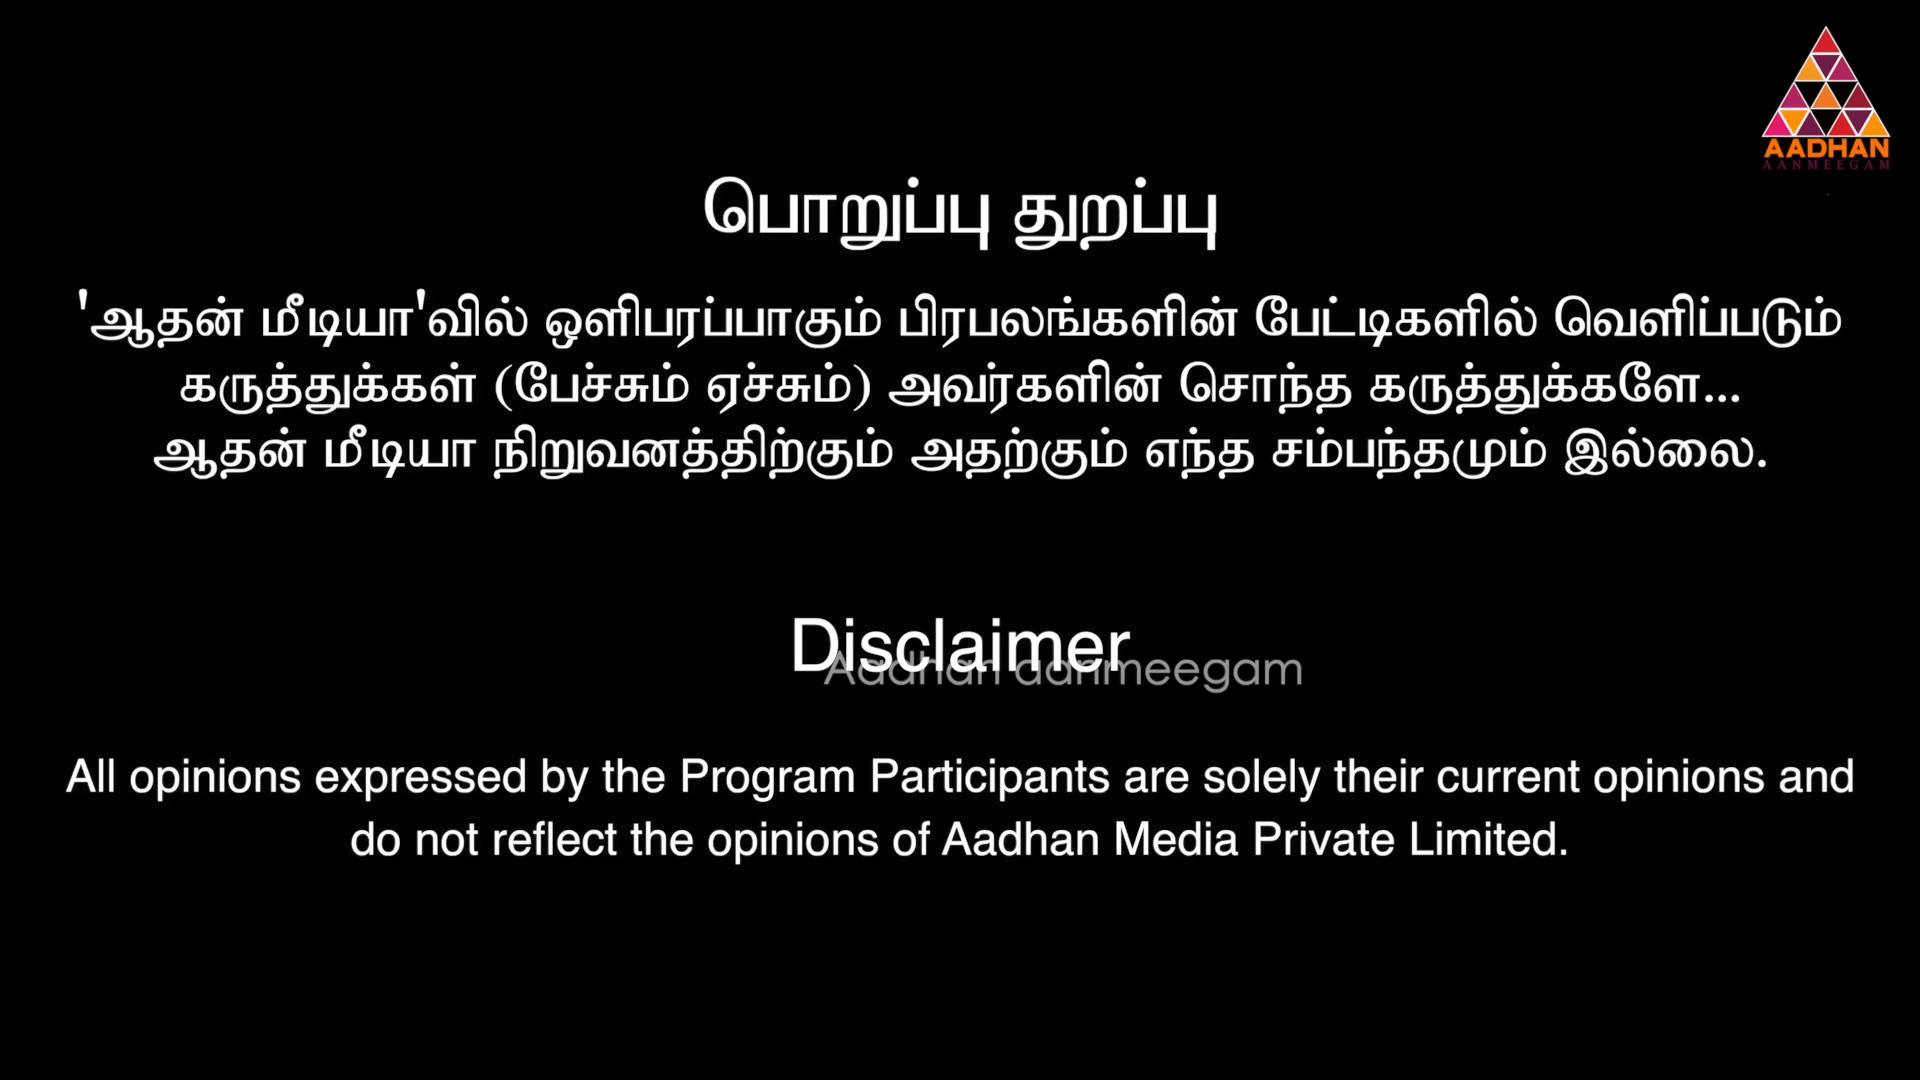 AADHAN
AANMEEGAM
பொறுப்பு துறப்பு
'ஆதன் மீடியா'வில் ஒளிபரப்பாகும் பிரபலங்களின் பேட்டிகளில் வெளிப்படும்
கருத்துக்கள் (பேச்சும் ஏச்சும்) அவர்களின் சொந்த கருத்துக்களே...
ஆதன் மீடியா நிறுவனத்திற்கும் அதற்கும் எந்த சம்பந்தமும் இல்லை.
Disclaimer
Aadhan aanmeegam
All opinions expressed by the Program Participants are solely their current opinions and
do not reflect the opinions of Aadhan Media Private Limited.